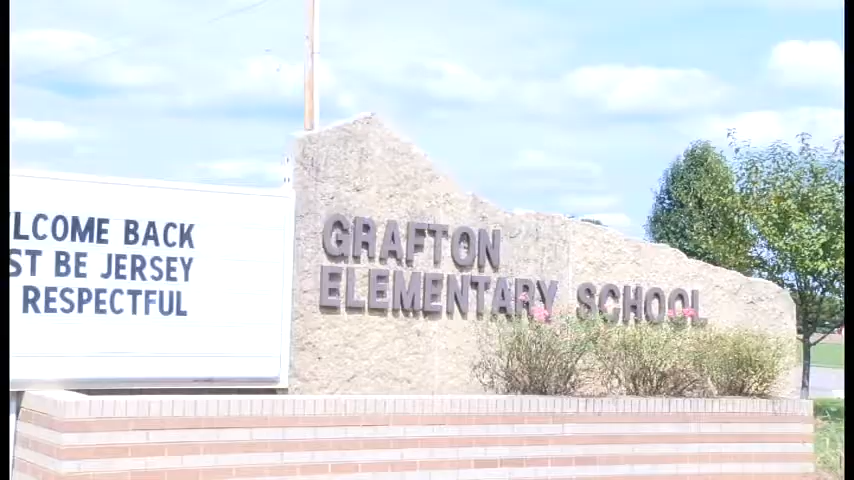 LCOME BACK
ST BE JERSEY
RESPECTFUL
GRAFTON
ELEMENTARY SCHOOL